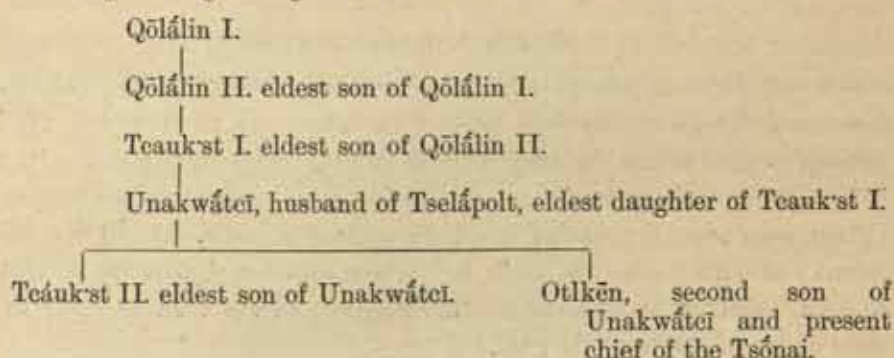 Qōlā́lin I.
Qōlā́lin II. eldest son of Qōlā́lin I.
Tcauk·st I. eldest son of Qōlā́lin II.
Unakwā́tcī, husband of Tselā́polt, eldest daughter of Tcauk·st I.
Tcáuk·st II. eldest son of Unakwā́tcī.
Otlkēn, second son of
Unakwā́tcī and present
chief of the Tsṓnai.